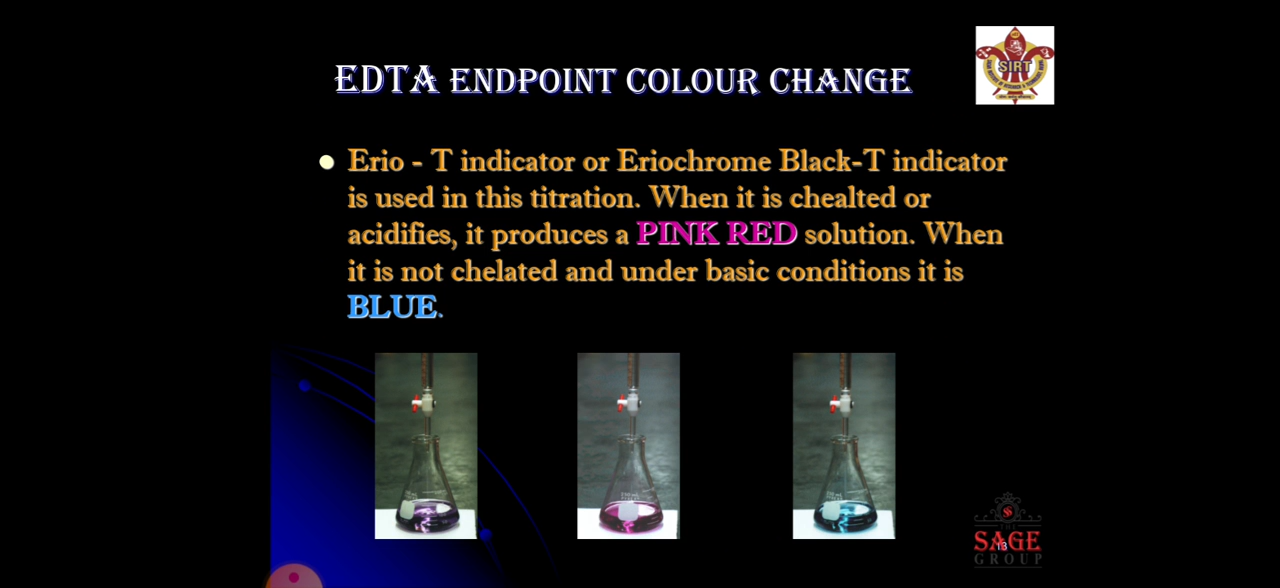 EDTA ENDPOINT COLOUR CHANGE
SIRT
Erio - T indicator or Eriochrome Black-T indicator
is used in this titration. When it is chealted or
acidifies, it produces a PINK RED solution. When
it is not chelated and under basic conditions it is
BLUE.
SAGE
13
GROUP